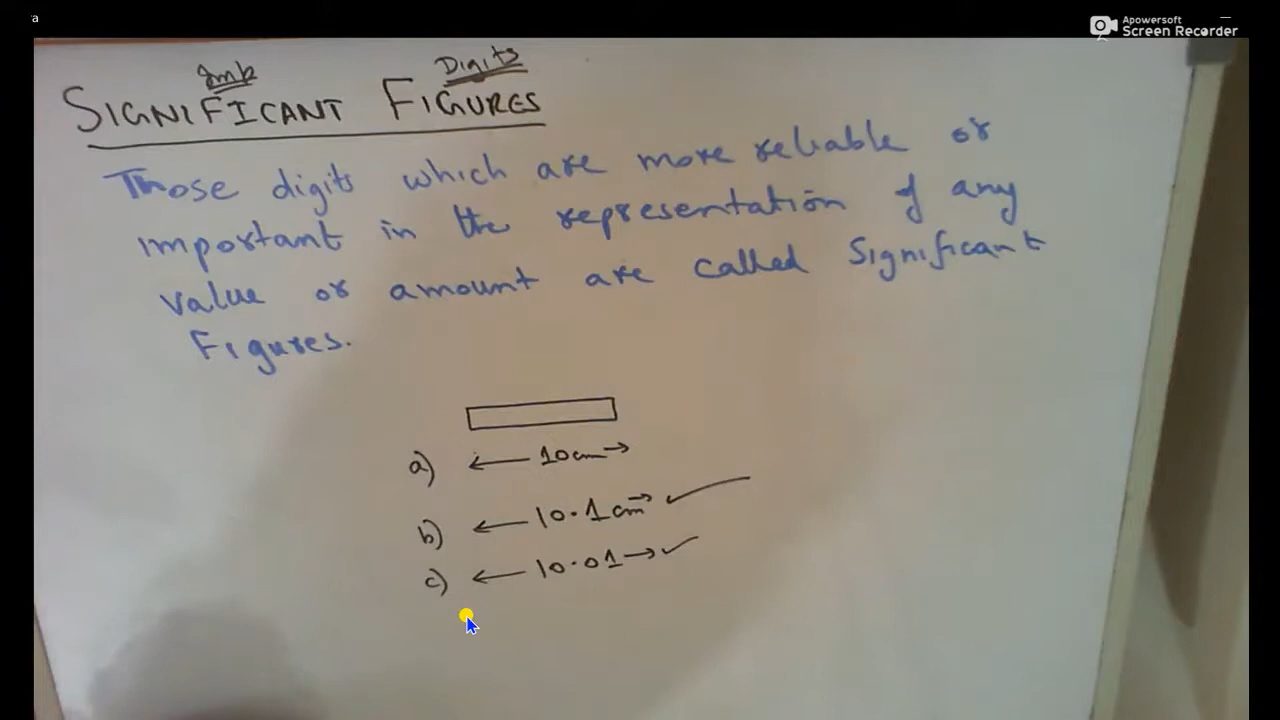 a
Apowersoft
Screen Recorder
Imp Digits
SIGNIFICANT FIGURES
Those digits which are more reliable or
important in the representation of any
value or amount are called Significant
Figures.
a) 10cm
b) 10.1cm
c) 10.01